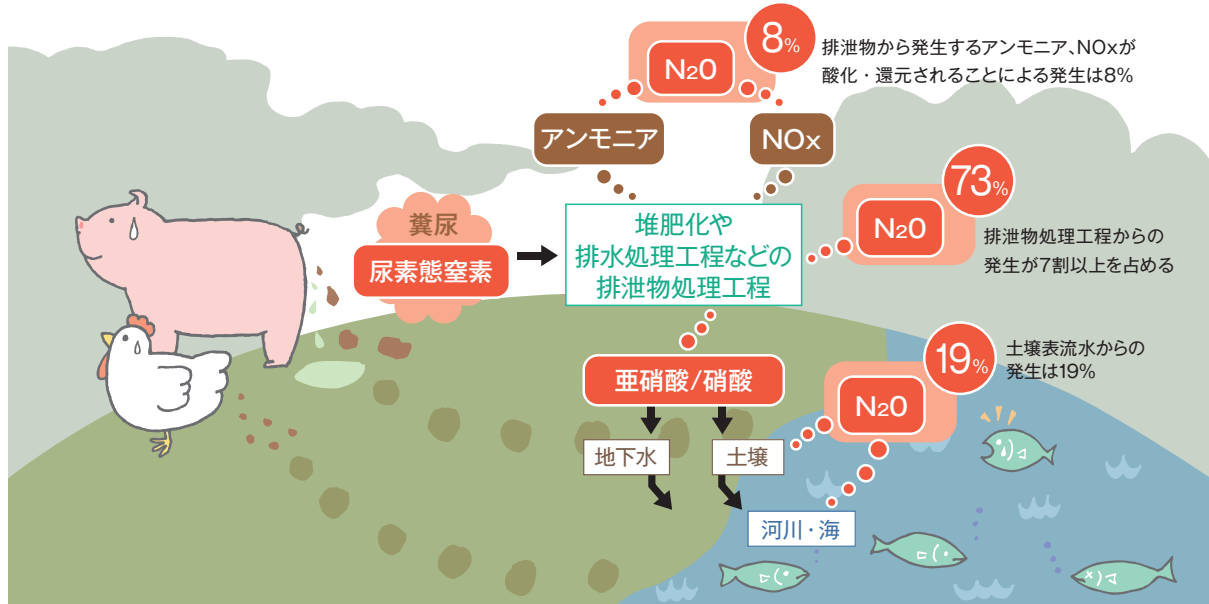 8%
排泄物から発生するアンモニア、NOxが
酸化・還元されることによる発生は8%
N2O
アンモニア
NOx
73%
N2O
排泄物処理工程からの
発生が7割以上を占める
糞尿
尿素態窒素
堆肥化や
排水処理工程などの
排泄物処理工程
19%
土壌表流水からの
発生は19%
N2O
亜硝酸/硝酸
地下水
土壌
河川・海